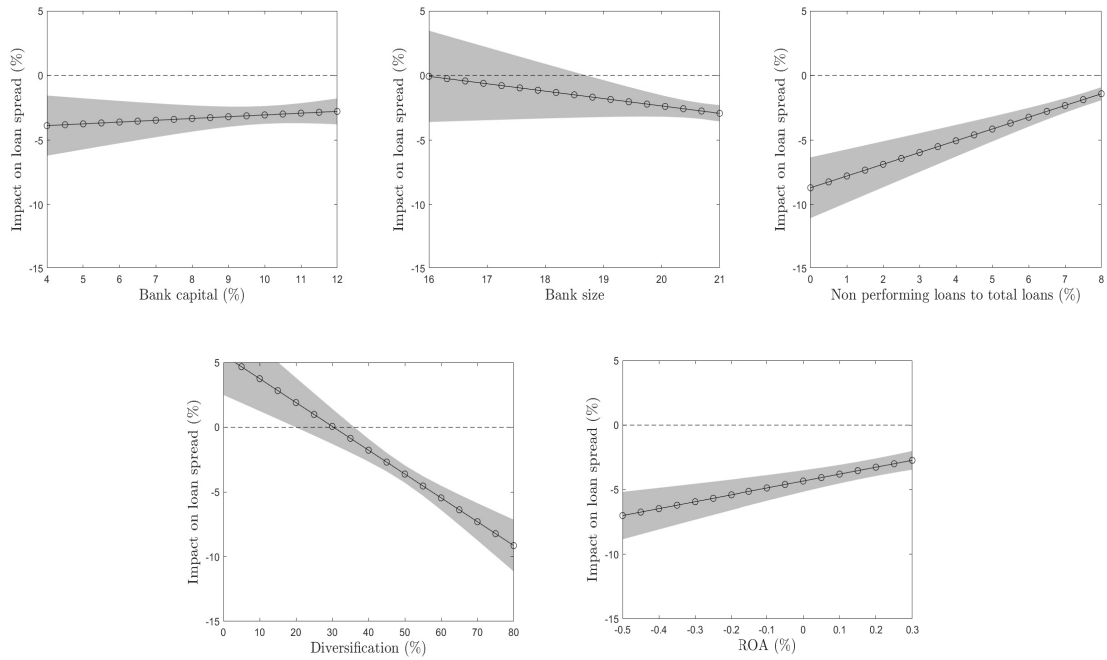 Impact on loan spread (%)
5
0
-5
-10
-15
4 5 6 7 8 9 10 11 12
Bank capital (%)
Impact on loan spread (%)
5
0
-5
-10
-15
16 17 18 19 20 21
Bank size
Impact on loan spread (%)
5
0
-5
-10
-15
0 1 2 3 4 5 6 7 8
Non performing loans to total loans (%)
Impact on loan spread (%)
5
0
-5
-10
-15
0 10 20 30 40 50 60 70 80
Diversification (%)
Impact on loan spread (%)
5
0
-5
-10
-15
-0.5 -0.4 -0.3 -0.2 -0.1 0 0.1 0.2 0.3
ROA (%)